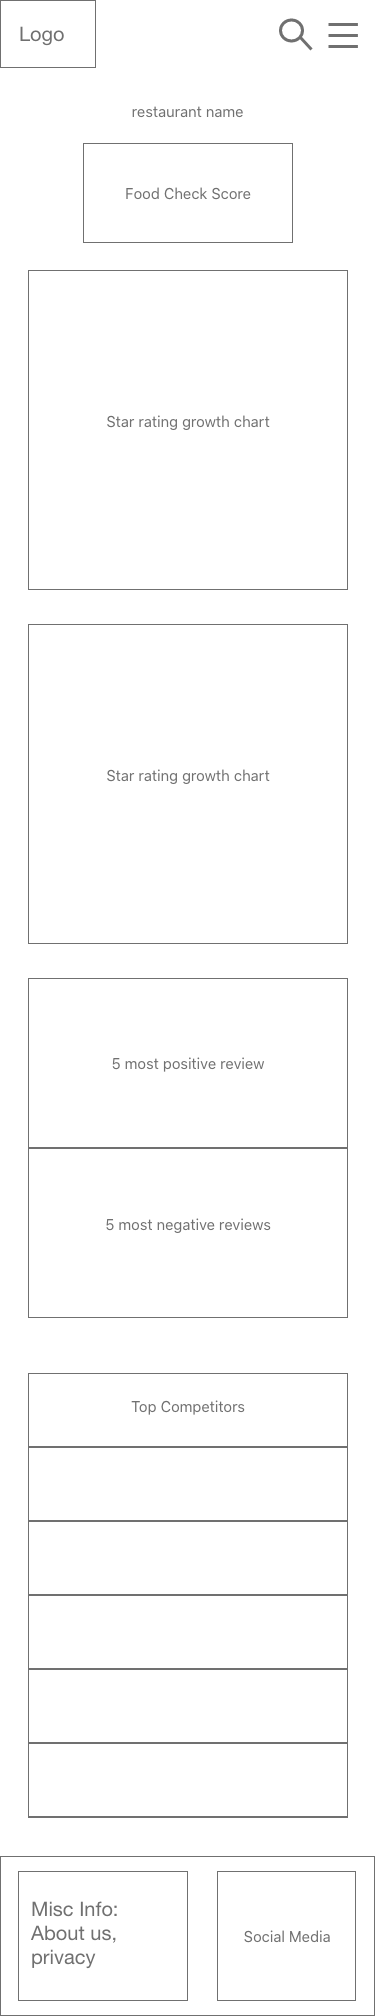 Logo
restaurant name
Food Check Score
Star rating growth chart
Star rating growth chart
5 most positive review
5 most negative reviews
Top Competitors
Misc Info:
About us,
privacy
Social Media